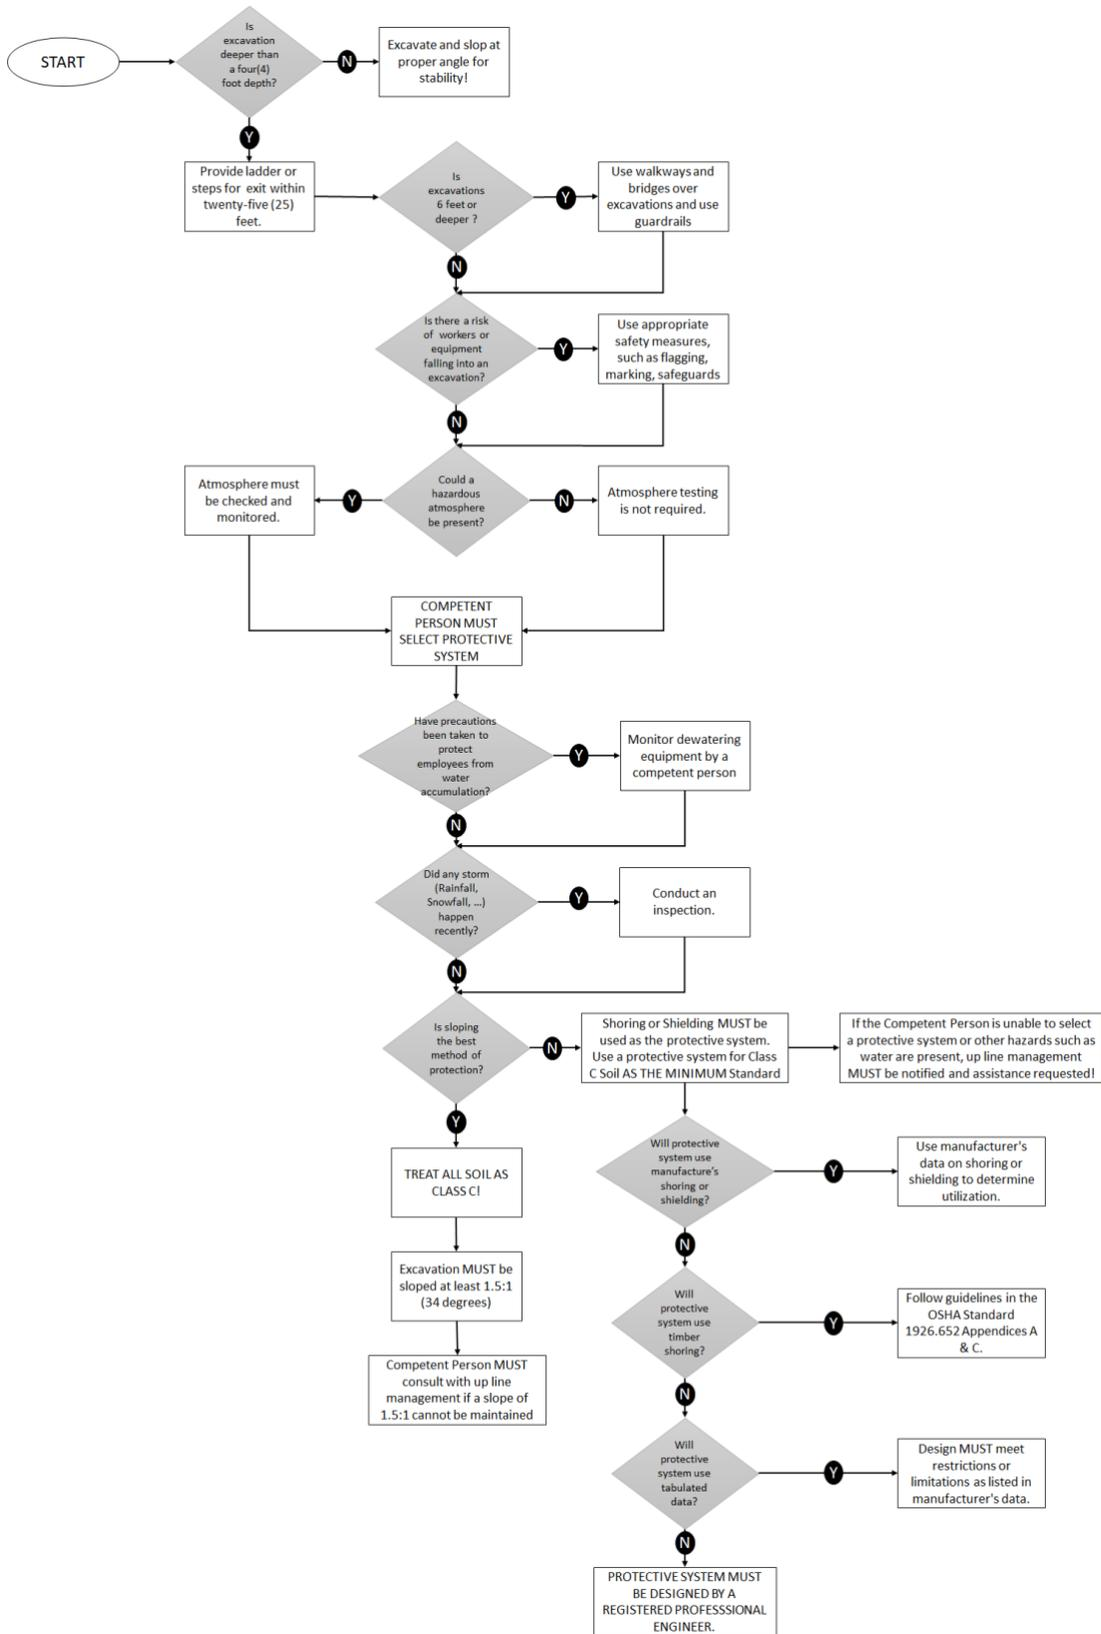 START
Is
excavation
deeper than
a four(4)
foot depth?
N
Excavate and slop at
proper angle for
stability!
Y
Provide ladder or
steps for exit within
twenty-five (25)
feet.
Is
excavations
6 feet or
deeper ?
Y
Use walkways and
bridges over
excavations and use
guardrails
N
Is there a risk
of workers or
equipment
falling into an
excavation?
Y
Use appropriate
safety measures,
such as flagging,
marking, safeguards
N
Atmosphere must
be checked and
monitored.
Y
Could a
hazardous
atmosphere
be present?
N
Atmosphere testing
is not required.
COMPETENT
PERSON MUST
SELECT PROTECTIVE
SYSTEM
Have precautions
been taken to
protect
employees from
water
accumulation?
Y
Monitor dewatering
equipment by a
competent person
N
Did any storm
(Rainfall,
Snowfall, ...)
happen
recently?
Y
Conduct an
inspection.
N
Is sloping
the best
method of
protection?
N
Shoring or Shielding MUST be
used as the protective system.
Use a protective system for Class
C Soil AS THE MINIMUM Standard
If the Competent Person is unable to select
a protective system or other hazards such as
water are present, up line management
MUST be notified and assistance requested!
Y
TREAT ALL SOIL AS
CLASS C!
Excavation MUST be
sloped at least 1.5:1
(34 degrees)
Competent Person MUST
consult with up line
management if a slope of
1.5:1 cannot be maintained
Will protective
system use
manufacture's
shoring or
shielding?
Y
Use manufacturer's
data on shoring or
shielding to determine
utilization.
N
Will
protective
system use
timber
shoring?
Y
Follow guidelines in the
OSHA Standard
1926.652 Appendices A
& C.
N
Will
protective
system use
tabulated
data?
Y
Design MUST meet
restrictions or
limitations as listed in
manufacturer's data.
N
PROTECTIVE SYSTEM MUST
BE DESIGNED BY A
REGISTERED PROFESSSIONAL
ENGINEER.